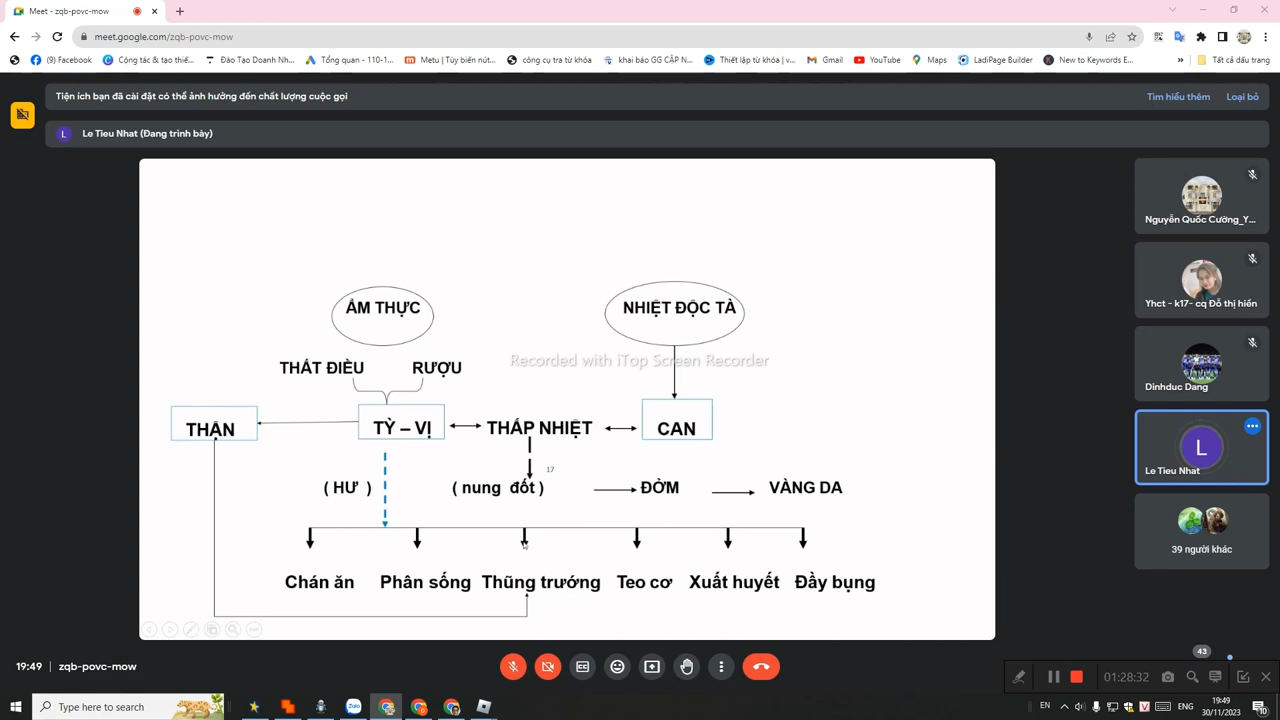 Meet - zqb-povc-mow
meet.google.com/zqb-povc-mow
(9) Facebook
Công tác & tạo thiế...
Đào Tạo Doanh Nh...
Tổng quan - 110-1...
Metu | Tùy biến nút...
công cụ tra từ khóa
khai báo GG CẬP N...
Thiết lập từ khóa | v...
Gmail
YouTube
Maps
LadiPage Builder
New to Keywords E...
»
Tất cả dấu trang
Tiện ích bạn đã cài đặt có thể ảnh hưởng đến chất lượng cuộc gọi
Tìm hiểu thêm
Loại bỏ
L
Le Tieu Nhat (Đang trình bày)
ẨM THỰC
NHIỆT ĐỘC TÀ
Recorded with iTop Screen Recorder
THẤT ĐIỀU
RƯỢU
THẬN
TỲ – VỊ
THẤP NHIỆT
CAN
17
( HƯ )
( nung đốt )
ĐỞM
VÀNG DA
Chán ăn
Phân sống
Thũng trướng
Teo cơ
Xuất huyết
Đầy bụng
Nguyễn Quốc Cường_Y...
Yhct - k17- cq Đỗ thị hiền
Dinhduc Dang
L
Le Tieu Nhat
39 người khác
19:49
zqb-povc-mow
43
01:28:32
Type here to search
EN
ENG
19:49
30/11/2023
10